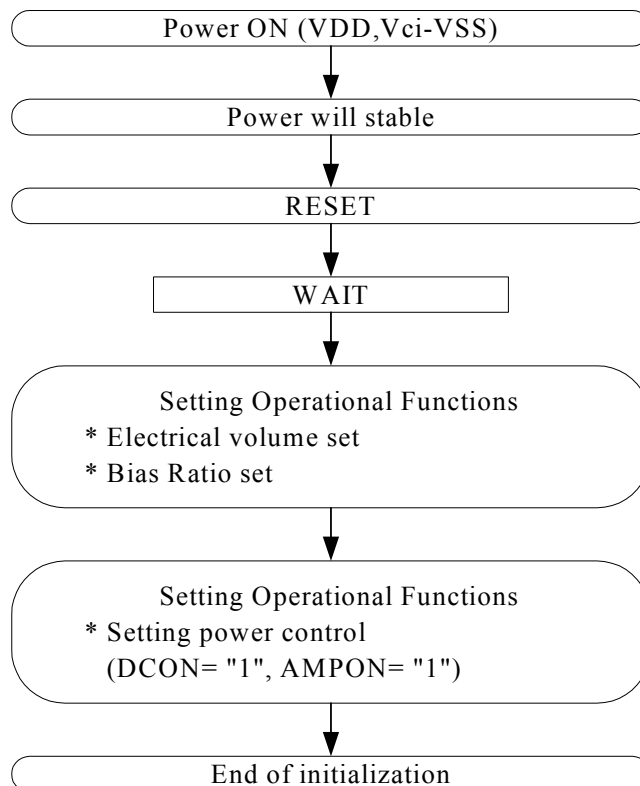 Power ON (VDD,Vci-VSS)
Power will stable
RESET
WAIT
Setting Operational Functions
* Electrical volume set
* Bias Ratio set
Setting Operational Functions
* Setting power control
(DCON= "1", AMPON= "1")
End of initialization